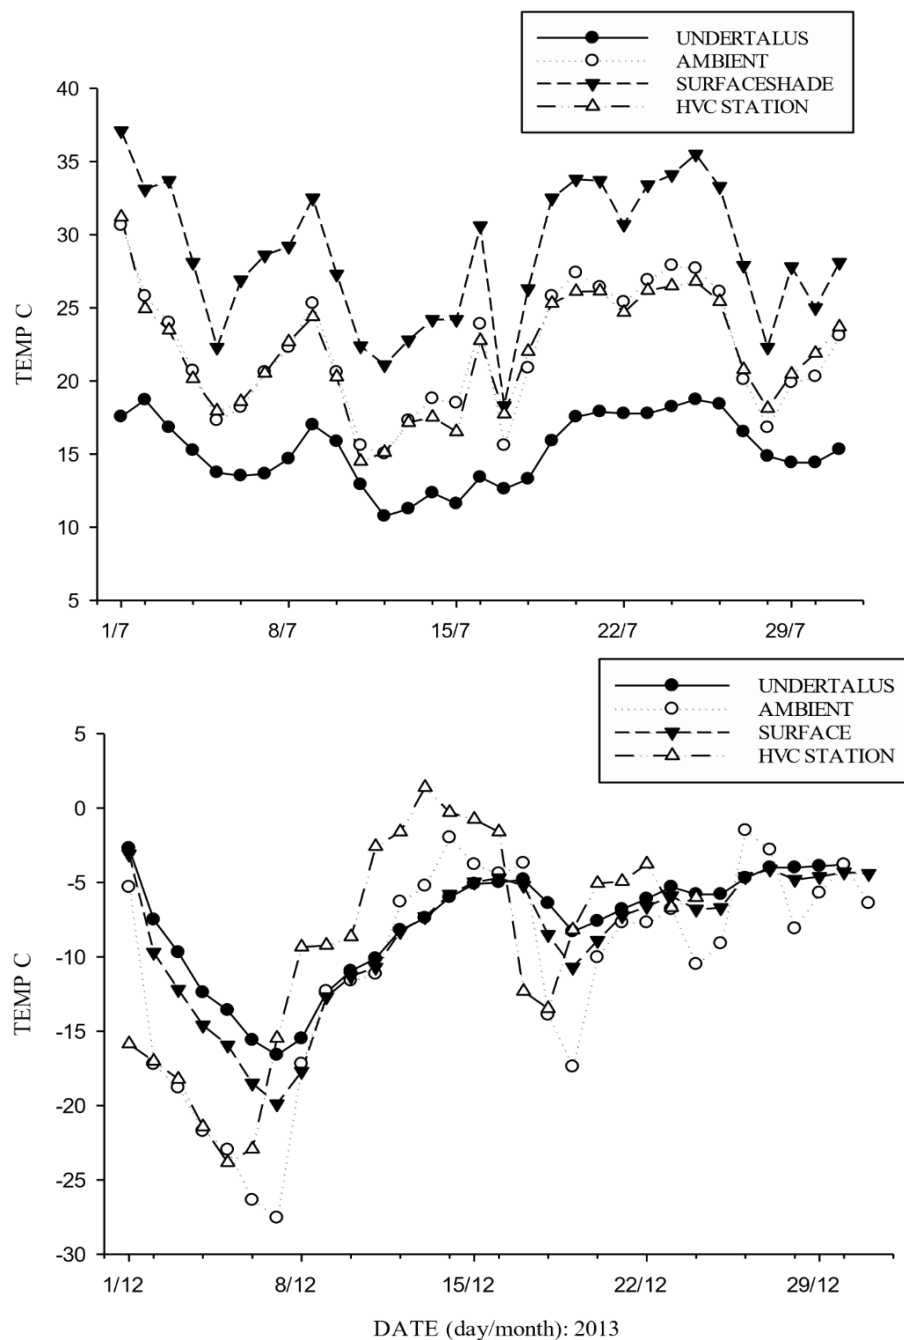 UNDERTALUS
AMBIENT
SURFACESHADE
HVC STATION
40
35
30
25
20
15
10
5
TEMP C
1/7 8/7 15/7 22/7 29/7
UNDERTALUS
AMBIENT
SURFACE
HVC STATION
5
0
-5
-10
-15
-20
-25
-30
TEMP C
1/12 8/12 15/12 22/12 29/12
DATE (day/month): 2013